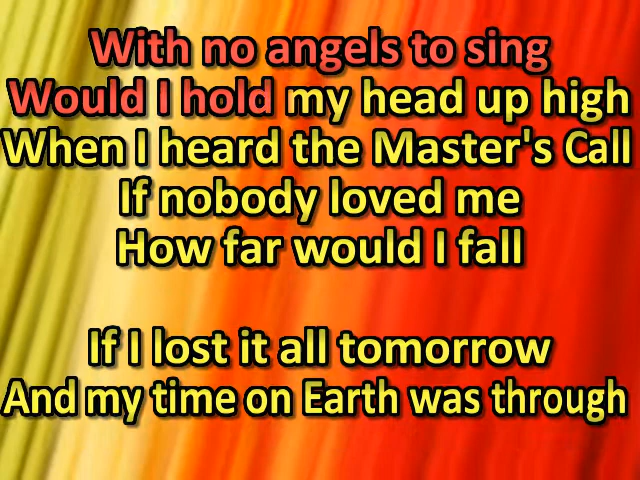 With no angels to sing
Would I hold my head up high
When I heard the Master's Call
If nobody loved me
How far would I fall
If I lost it all tomorrow
And my time on Earth was through